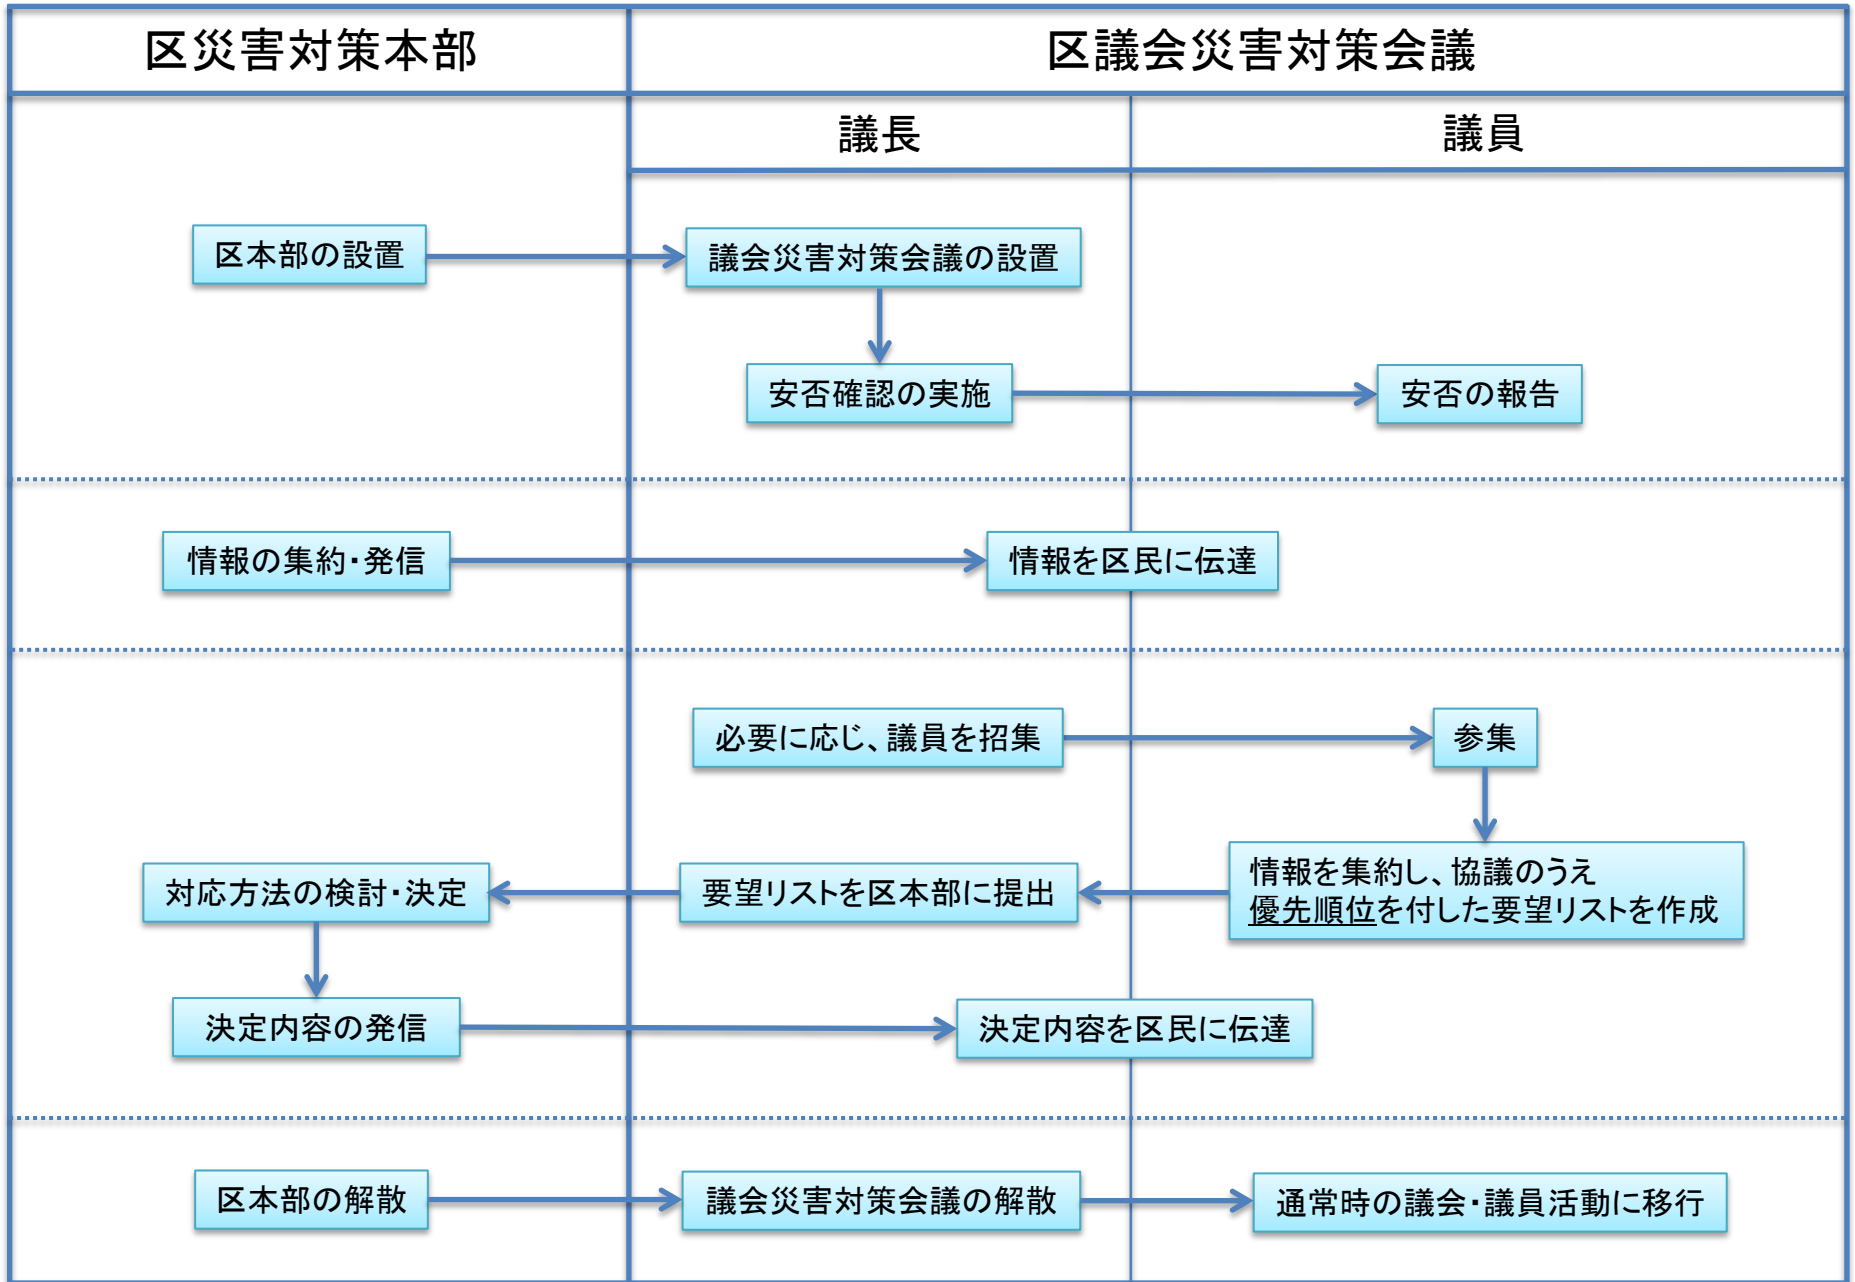 区災害対策本部
区議会災害対策会議
議長
議員
区本部の設置
議会災害対策会議の設置
安否確認の実施
安否の報告
情報の集約・発信
情報を区民に伝達
必要に応じ、議員を招集
参集
情報を集約し、協議のうえ
優先順位を付した要望リストを作成
要望リストを区本部に提出
対応方法の検討・決定
決定内容の発信
決定内容を区民に伝達
区本部の解散
議会災害対策会議の解散
通常時の議会・議員活動に移行